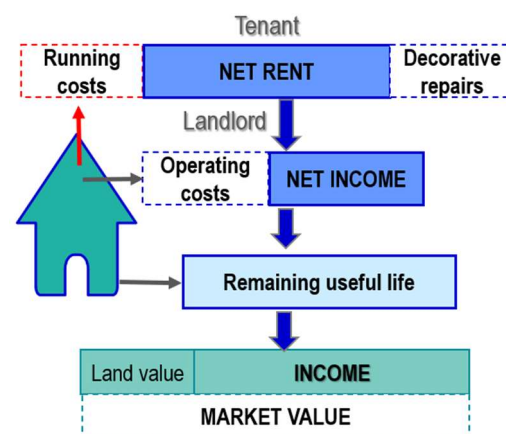 Tenant
Running
costs
NET RENT
Decorative
repairs
Landlord
Operating
costs
NET INCOME
Remaining useful life
Land value
INCOME
MARKET VALUE